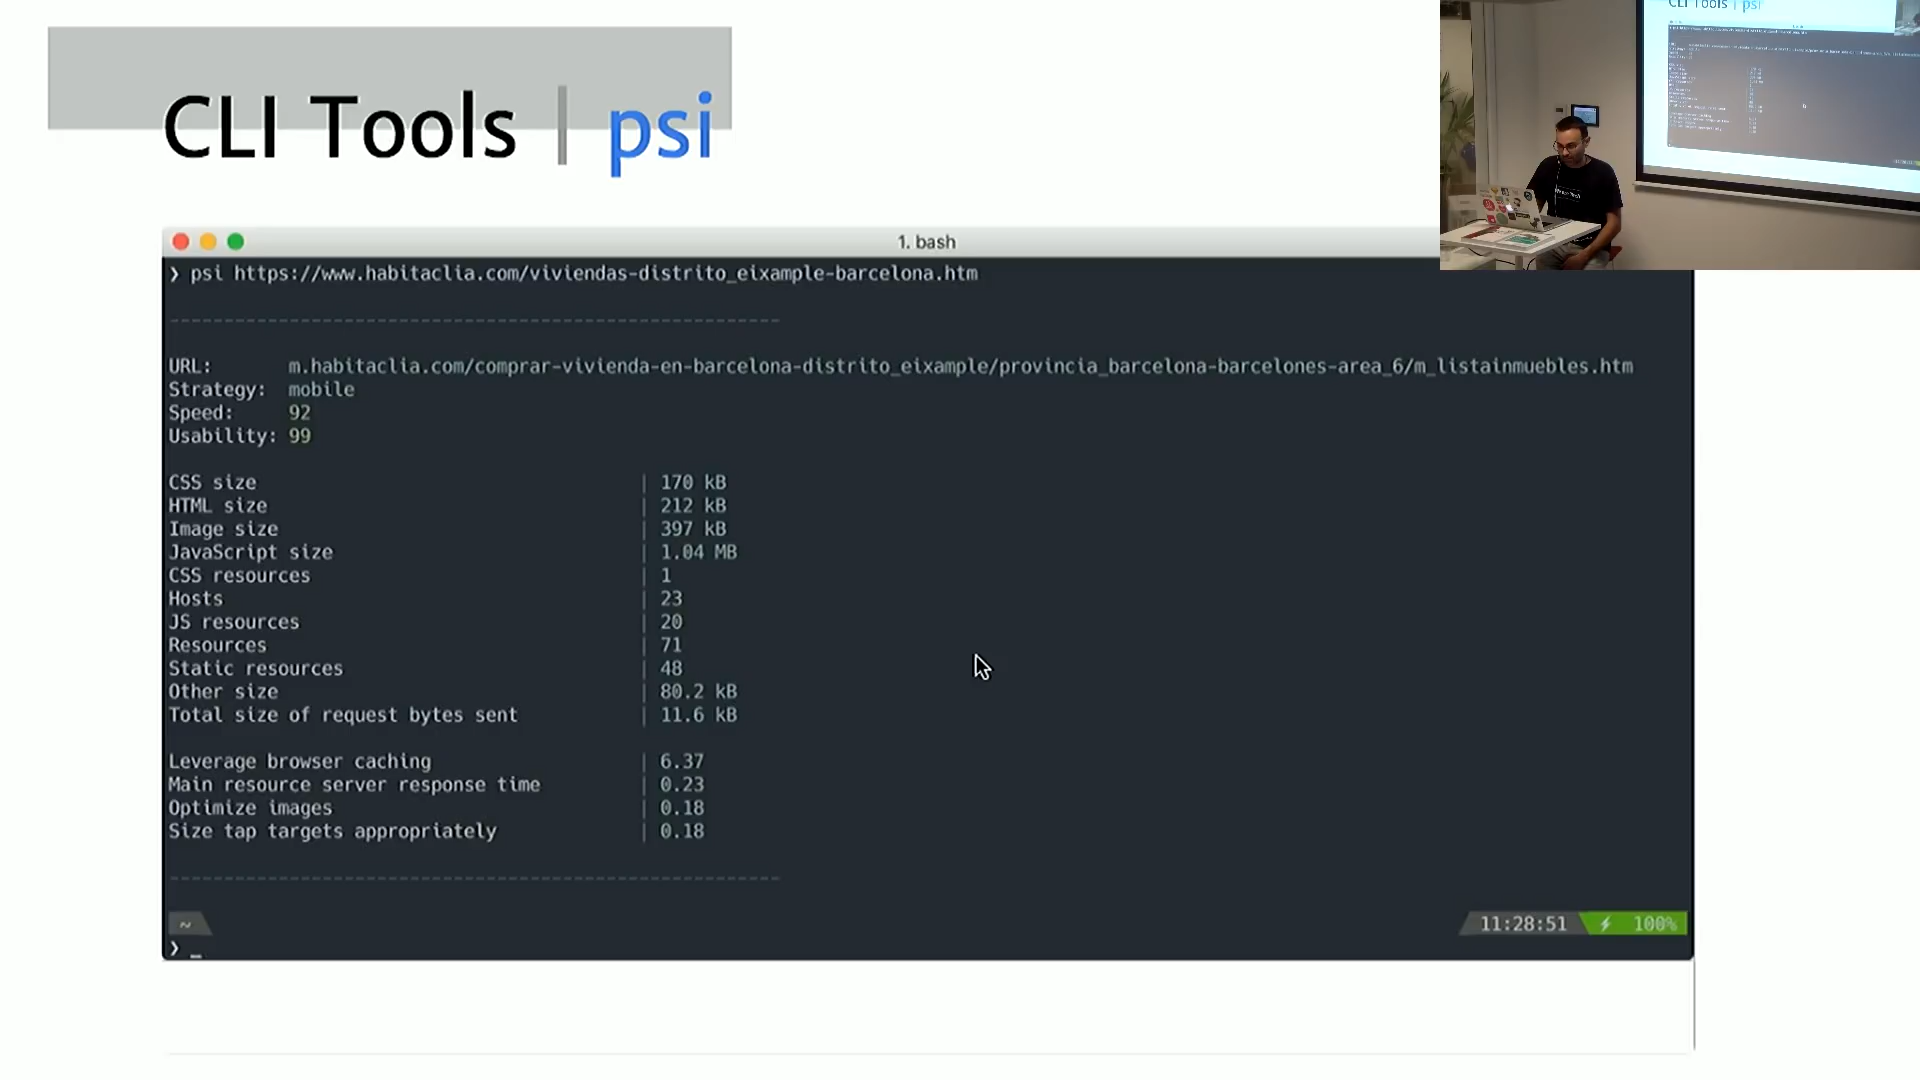 CLI Tools | psi
1. bash
❯ psi https://www.habitaclia.com/viviendas-distrito_eixample-barcelona.htm
--------------------------------------------------------
URL: m.habitaclia.com/comprar-vivienda-en-barcelona-distrito_eixample/provincia_barcelona-barcelones-area_6/m_listainmuebles.htm
Strategy: mobile
Speed: 92
Usability: 99
CSS size | 170 kB
HTML size | 212 kB
Image size | 397 kB
JavaScript size | 1.04 MB
CSS resources | 1
Hosts | 23
JS resources | 20
Resources | 71
Static resources | 48
Other size | 80.2 kB
Total size of request bytes sent | 11.6 kB
Leverage browser caching | 6.37
Main resource server response time | 0.23
Optimize images | 0.18
Size tap targets appropriately | 0.18
--------------------------------------------------------
~ 11:28:51 ⚡ 100%
❯ _
CLI Tools | psi